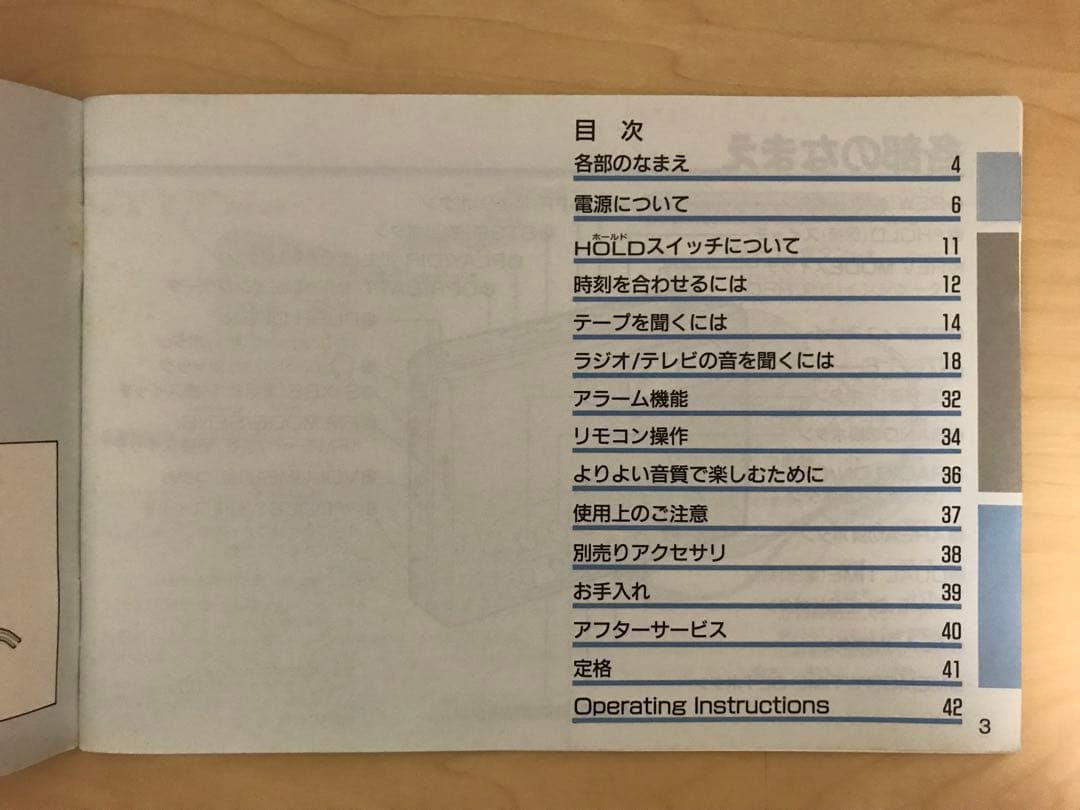 目 次
各部のなまえ 4
電源について 6
ホールド
HOLDスイッチについて 11
時刻を合わせるには 12
テープを聞くには 14
ラジオ/テレビの音を聞くには 18
アラーム機能 32
リモコン操作 34
よりよい音質で楽しむために 36
使用上のご注意 37
別売りアクセサリ 38
お手入れ 39
アフターサービス 40
定格 41
Operating Instructions 42
3
各部のなまえ